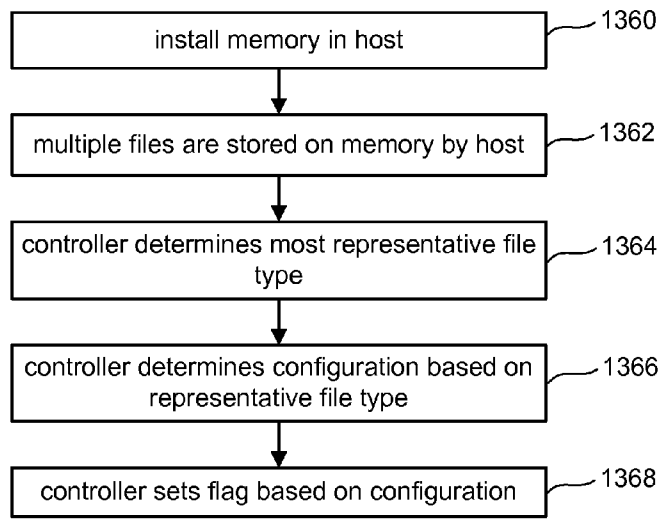 install memory in host
1360
multiple files are stored on memory by host
1362
controller determines most representative file
type
1364
controller determines configuration based on
representative file type
1366
controller sets flag based on configuration
1368